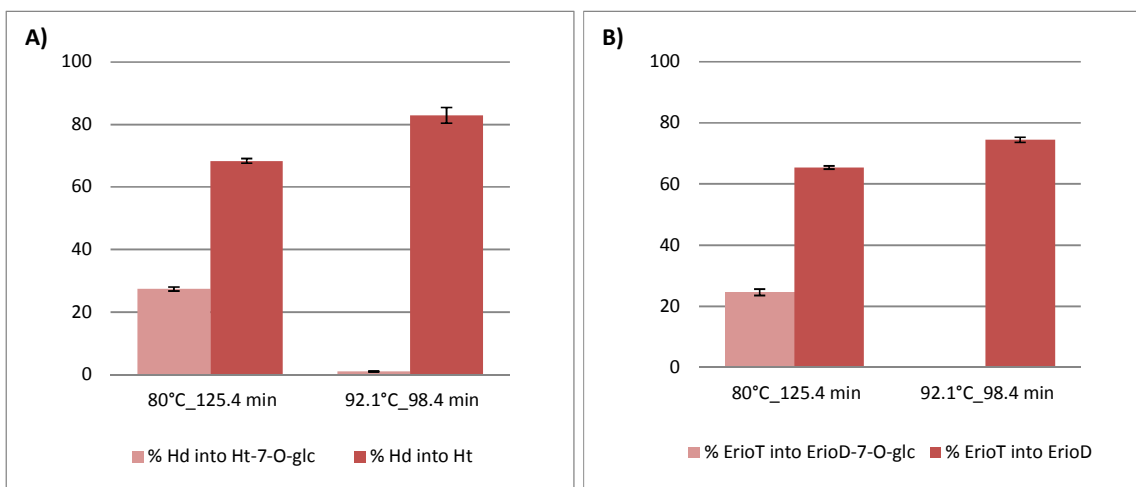 A)
100
80
60
40
20
0
80°C_125.4 min 92.1°C_98.4 min
% Hd into Ht-7-O-glc % Hd into Ht
B)
100
80
60
40
20
0
80°C_125.4 min 92.1°C_98.4 min
% ErioT into ErioD-7-O-glc % ErioT into ErioD